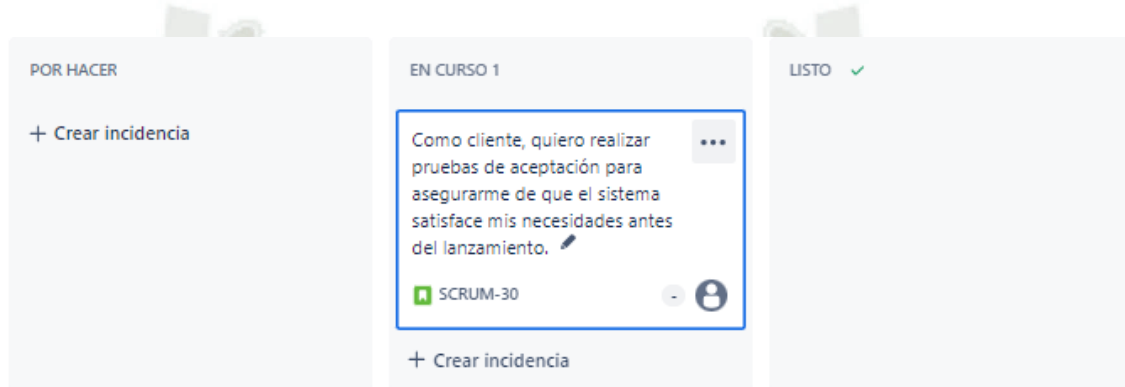 POR HACER
+ Crear incidencia
EN CURSO 1
Como cliente, quiero realizar
pruebas de aceptación para
asegurarme de que el sistema
satisface mis necesidades antes
del lanzamiento.
SCRUM-30
-
+ Crear incidencia
LISTO